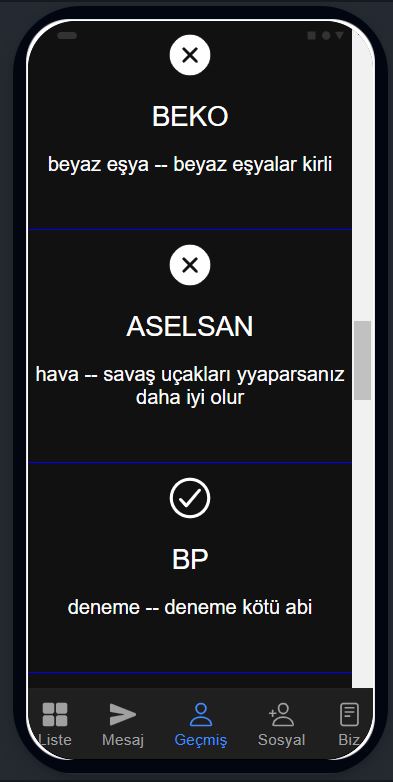 BEKO
beyaz eşya -- beyaz eşyalar kirli
ASELSAN
hava -- savaş uçakları yyaparsanız
daha iyi olur
BP
deneme -- deneme kötü abi
Liste Mesaj Geçmiş Sosyal Biz